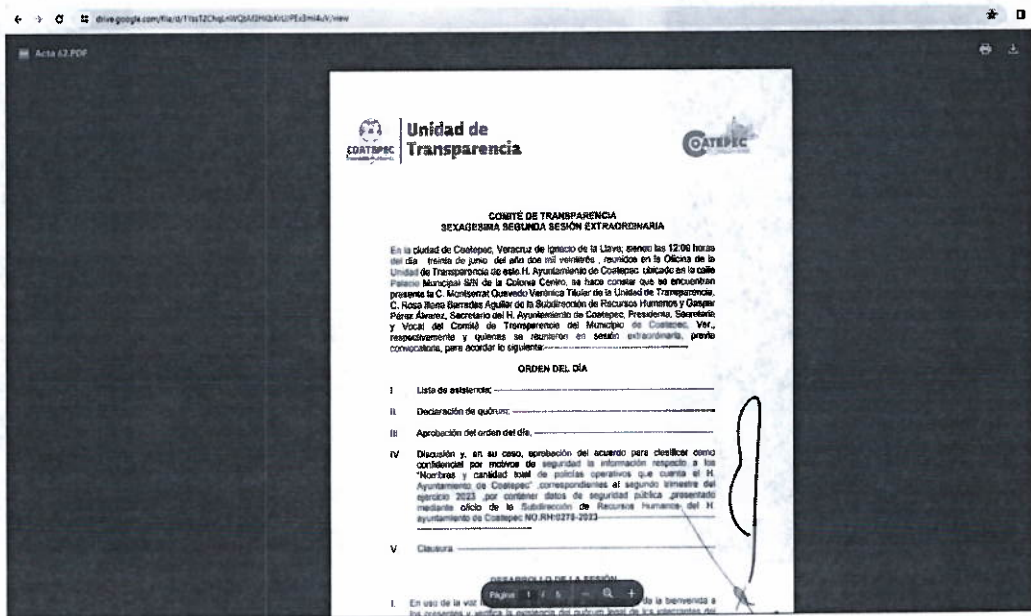 drive.google.com/file/d/
Acta 62.PDF
COATEPEC
Unidad de
Transparencia
COATEPEC
COMITÉ DE TRANSPARENCIA
SEXAGESIMA SEGUNDA SESIÓN EXTRAORDINARIA
En la ciudad de Coatepec, Veracruz de Ignacio de la Llave; siendo las 12:00 horas
del día treinta de junio del año dos mil veintitrés , reunidos en la Oficina de la
Unidad de Transparencia de este H. Ayuntamiento de Coatepec ubicado en la calle
Palacio Municipal S/N de la Colonia Centro, se hace constar que se encuentran
presente la C. Montserrat Quevedo Verónica Titular de la Unidad de Transparencia,
C. Rosa Barradas Aguilar de la Subdirección de Recursos Humanos y Gaspar
Pérez Álvarez, Secretario del H. Ayuntamiento de Coatepec, Presidenta, Secretaria
y Vocal del Comité de Transparencia del Municipio de Coatepec, Ver.,
respectivamente y quienes se reunieron en sesión extraordinaria, previa
convocatoria, para acordar lo siguiente:
ORDEN DEL DÍA
I Lista de asistencia;
II. Declaración de quórum;
III Aprobación del orden del día,
IV Discusión y, en su caso, aprobación del acuerdo para clasificar como
confidencial por motivos de seguridad la información respecto a los
"Nombres y cantidad total de policías operativos que cuenta el H.
Ayuntamiento de Coatepec" ,correspondientes al segundo trimestre del
ejercicio 2023 ,por contener datos de seguridad pública ,presentado
mediante oficio de la Subdirección de Recursos Humanos del H.
ayuntamiento de Coatepec NO.RH:0278-2023
V Clausura
DESARROLLO DE LA SESIÓN
Página 1 / 5
I. En uso de la voz la da la bienvenida a
los presentes y verifica la existencia del quórum legal de los integrantes del